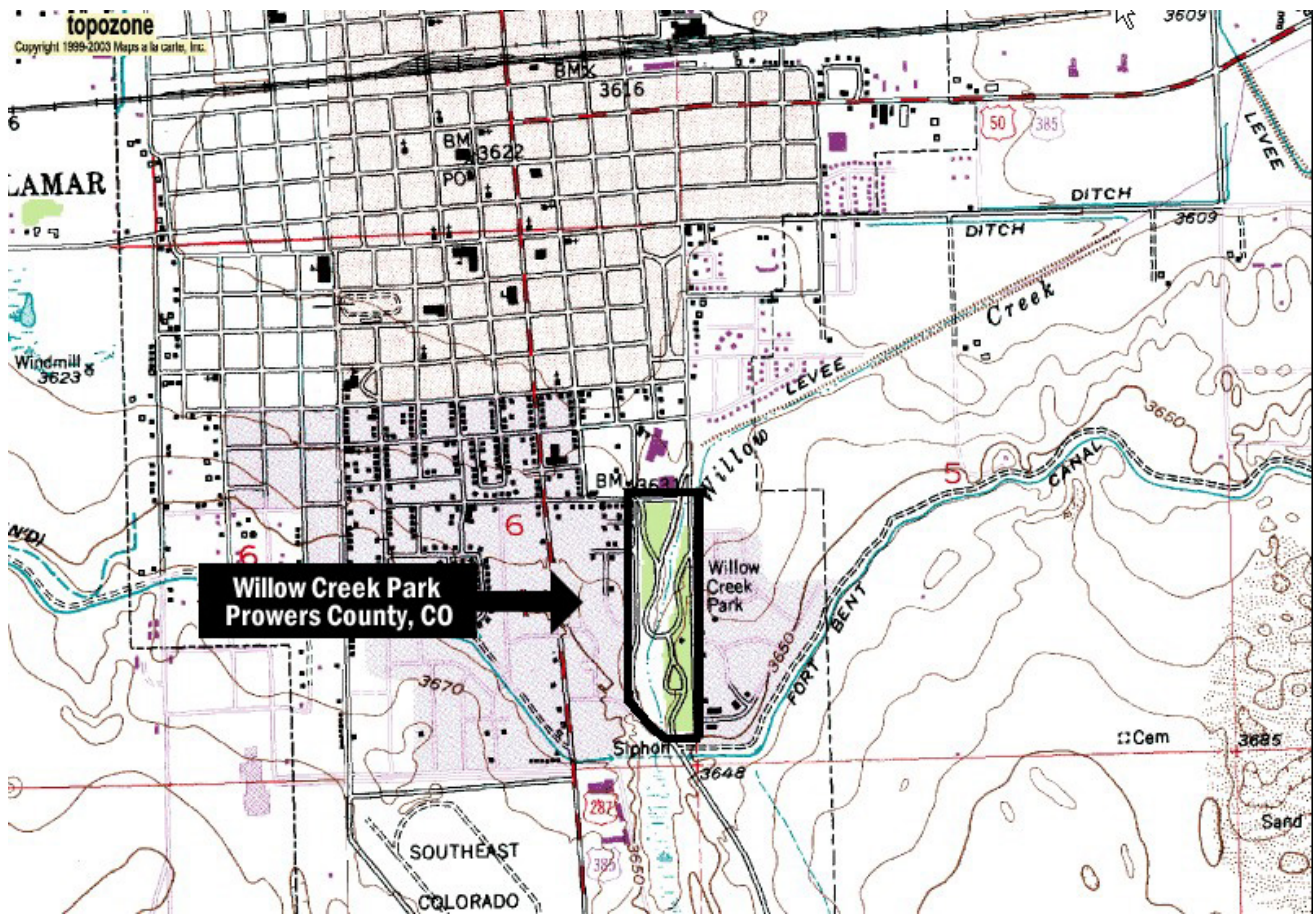 topozone
Copyright 1999-2003 Maps a la carte, Inc.
3609
BM
3616
6
50
385
LEVEE
BM
3622
PO
LAMAR
DITCH
3609
DITCH
Creek
Windmill
3623
LEVEE
3650
Willow
BM
5
CANAL
6
6
Willow Creek Park
Prowers County, CO
Willow
Creek
Park
BENT
FORT
3650
3670
Siphon
Cem
3685
3648
287
385
3650
Sand
SOUTHEAST
COLORADO